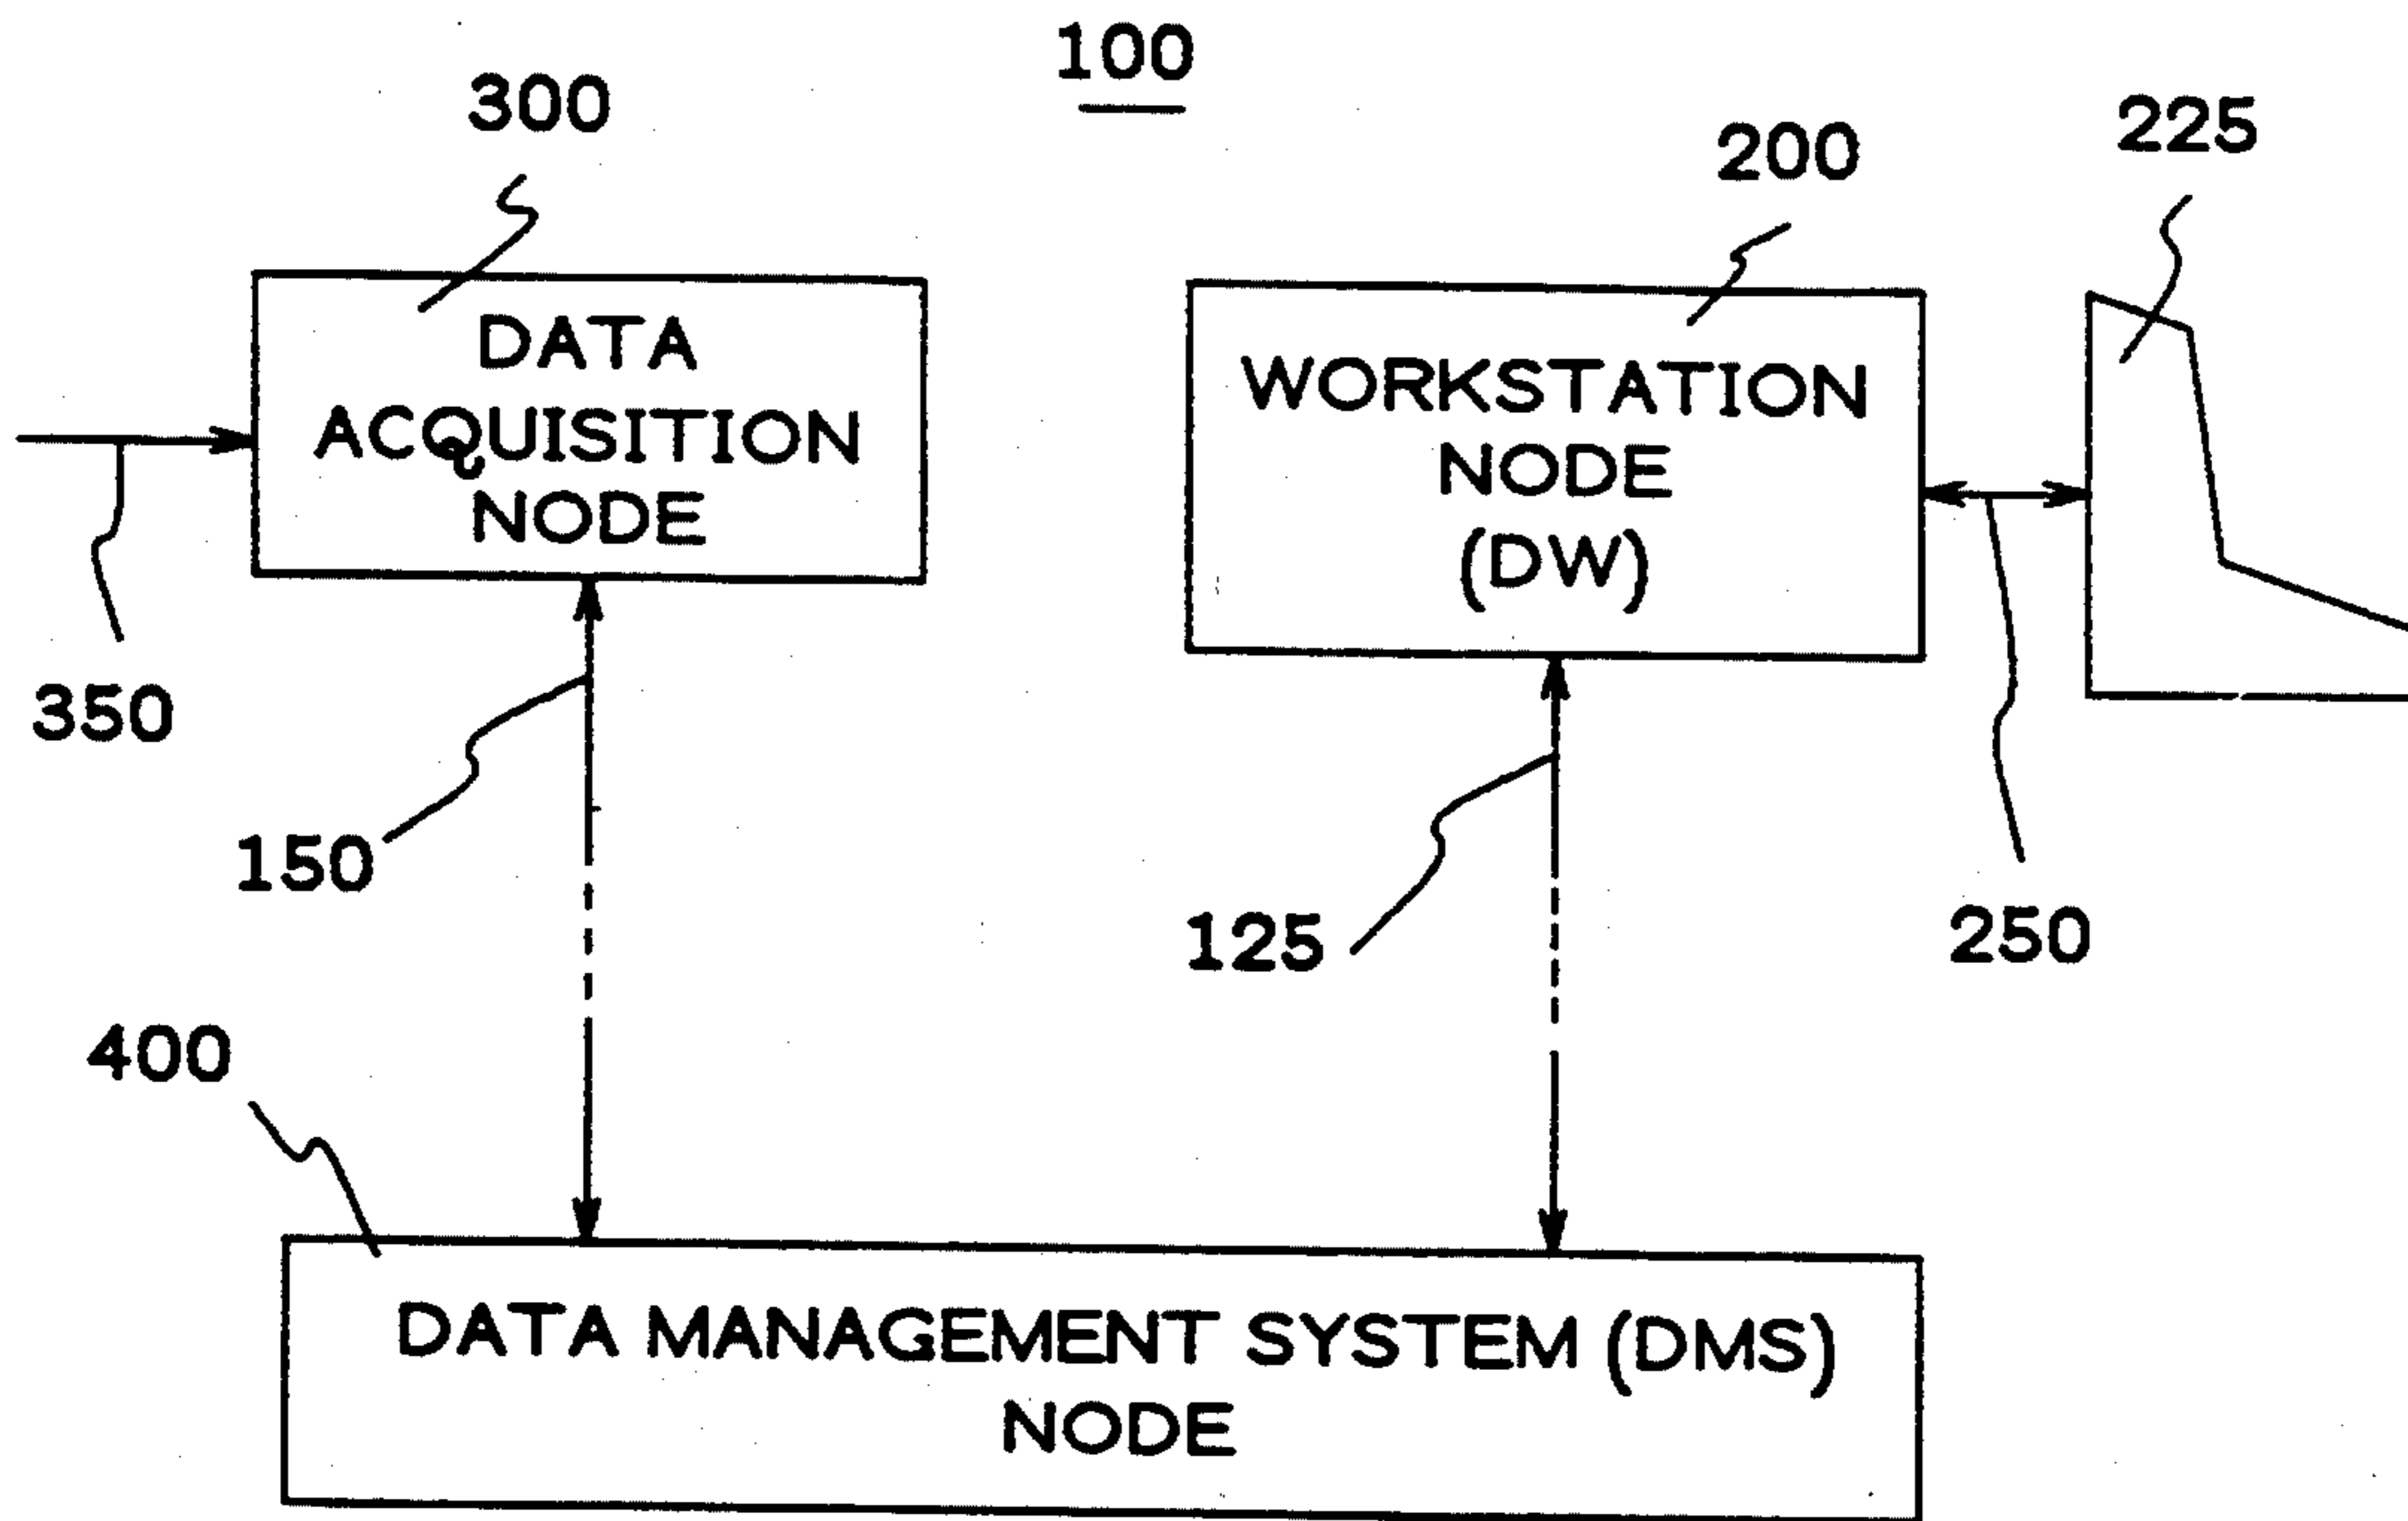 100
300
200
225
DATA
ACQUISITION
NODE
WORKSTATION
NODE
(DW)
350
150
125
250
400
DATA MANAGEMENT SYSTEM (DMS)
NODE